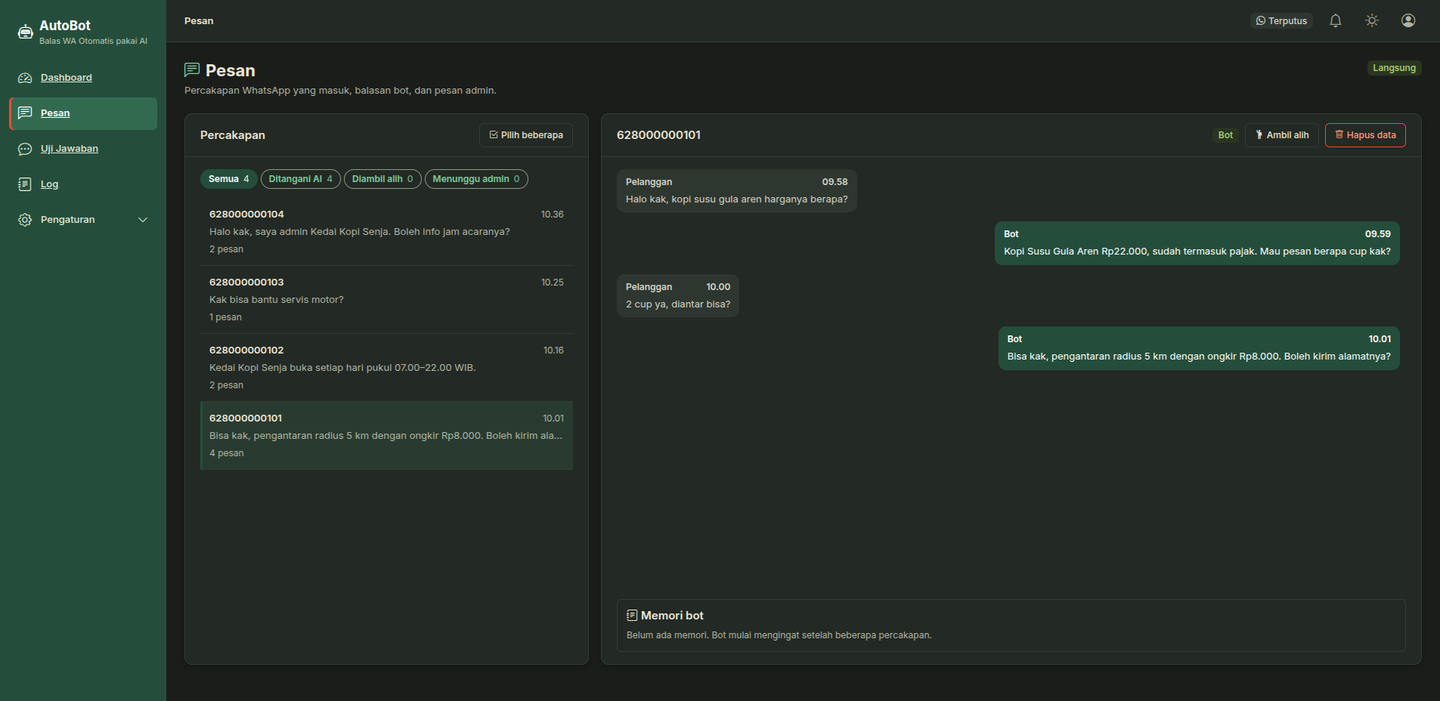 AutoBot
Balas WA Otomatis pakai AI
Dashboard
Pesan
Uji Jawaban
Log
Pengaturan
Pesan
Terputus
Pesan
Percakapan WhatsApp yang masuk, balasan bot, dan pesan admin.
Langsung
Percakapan
Pilih beberapa
Semua 4
Ditangani AI 4
Diambil alih 0
Menunggu admin 0
628000000104 10.36
Halo kak, saya admin Kedai Kopi Senja. Boleh info jam acaranya?
2 pesan
628000000103 10.25
Kak bisa bantu servis motor?
1 pesan
628000000102 10.16
Kedai Kopi Senja buka setiap hari pukul 07.00–22.00 WIB.
2 pesan
628000000101 10.01
Bisa kak, pengantaran radius 5 km dengan ongkir Rp8.000. Boleh kirim ala...
4 pesan
628000000101
Bot
Ambil alih
Hapus data
Pelanggan 09.58
Halo kak, kopi susu gula aren harganya berapa?
Bot 09.59
Kopi Susu Gula Aren Rp22.000, sudah termasuk pajak. Mau pesan berapa cup kak?
Pelanggan 10.00
2 cup ya, diantar bisa?
Bot 10.01
Bisa kak, pengantaran radius 5 km dengan ongkir Rp8.000. Boleh kirim alamatnya?
Memori bot
Belum ada memori. Bot mulai mengingat setelah beberapa percakapan.